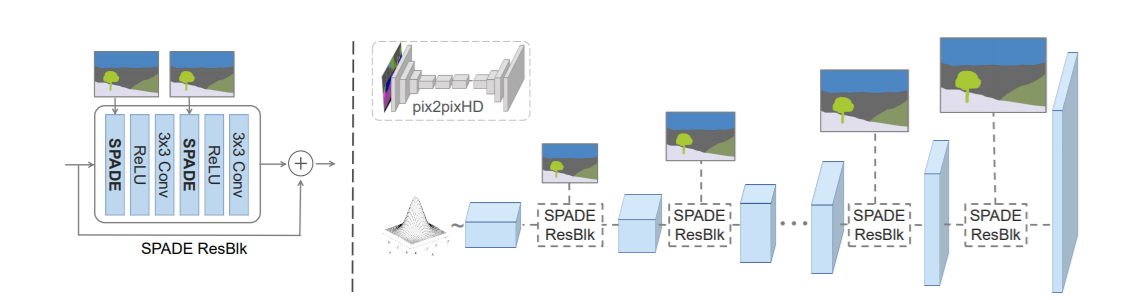 SPADE
ReLU
3x3 Conv
SPADE
ReLU
3x3 Conv
SPADE ResBlk
pix2pixHD
~
SPADE
ResBlk
SPADE
ResBlk
SPADE
ResBlk
SPADE
ResBlk